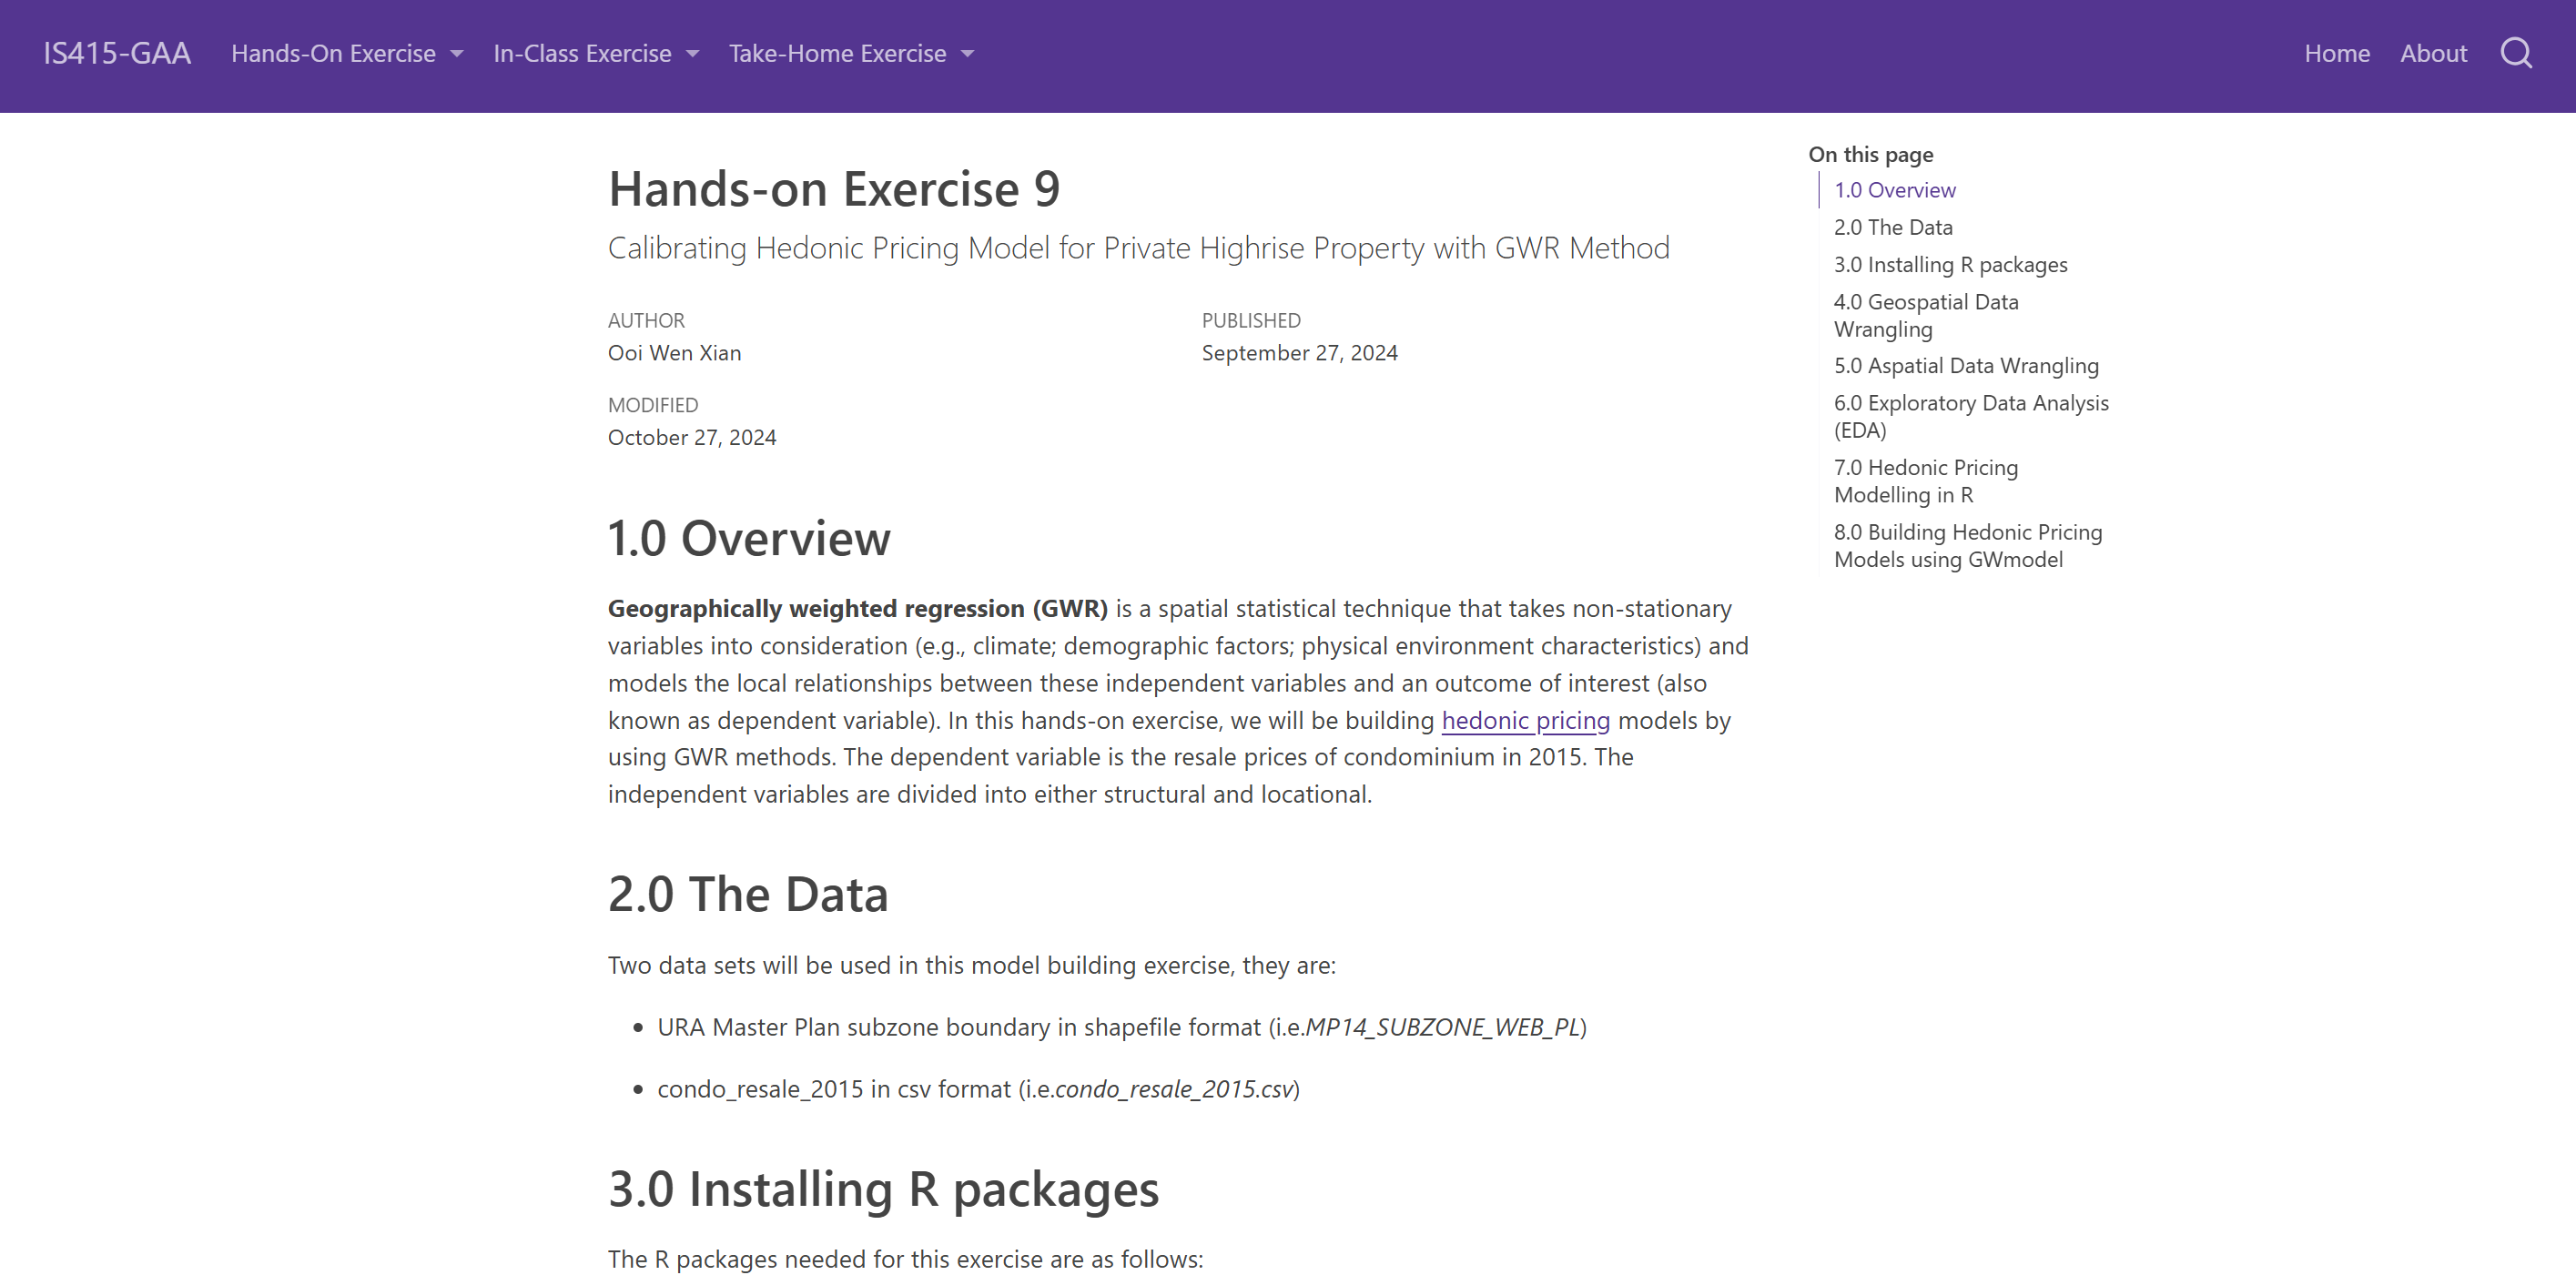 IS415-GAA Hands-On Exercise In-Class Exercise Take-Home Exercise Home About
Hands-on Exercise 9
Calibrating Hedonic Pricing Model for Private Highrise Property with GWR Method
AUTHOR
Ooi Wen Xian
PUBLISHED
September 27, 2024
MODIFIED
October 27, 2024
1.0 Overview
Geographically weighted regression (GWR) is a spatial statistical technique that takes non-stationary
variables into consideration (e.g., climate; demographic factors; physical environment characteristics) and
models the local relationships between these independent variables and an outcome of interest (also
known as dependent variable). In this hands-on exercise, we will be building hedonic pricing models by
using GWR methods. The dependent variable is the resale prices of condominium in 2015. The
independent variables are divided into either structural and locational.
2.0 The Data
Two data sets will be used in this model building exercise, they are:
• URA Master Plan subzone boundary in shapefile format (i.e.MP14_SUBZONE_WEB_PL)
• condo_resale_2015 in csv format (i.e.condo_resale_2015.csv)
3.0 Installing R packages
The R packages needed for this exercise are as follows:
On this page
1.0 Overview
2.0 The Data
3.0 Installing R packages
4.0 Geospatial Data
Wrangling
5.0 Aspatial Data Wrangling
6.0 Exploratory Data Analysis
(EDA)
7.0 Hedonic Pricing
Modelling in R
8.0 Building Hedonic Pricing
Models using GWmodel